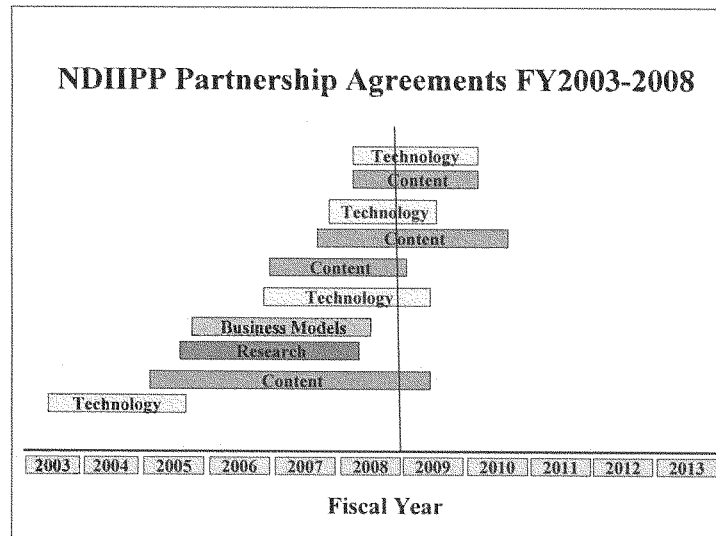 NDIIPP Partnership Agreements FY2003-2008
Technology
Content
Technology
Content
Content
Technology
Business Models
Research
Content
Technology
2003 2004 2005 2006 2007 2008 2009 2010 2011 2012 2013
Fiscal Year